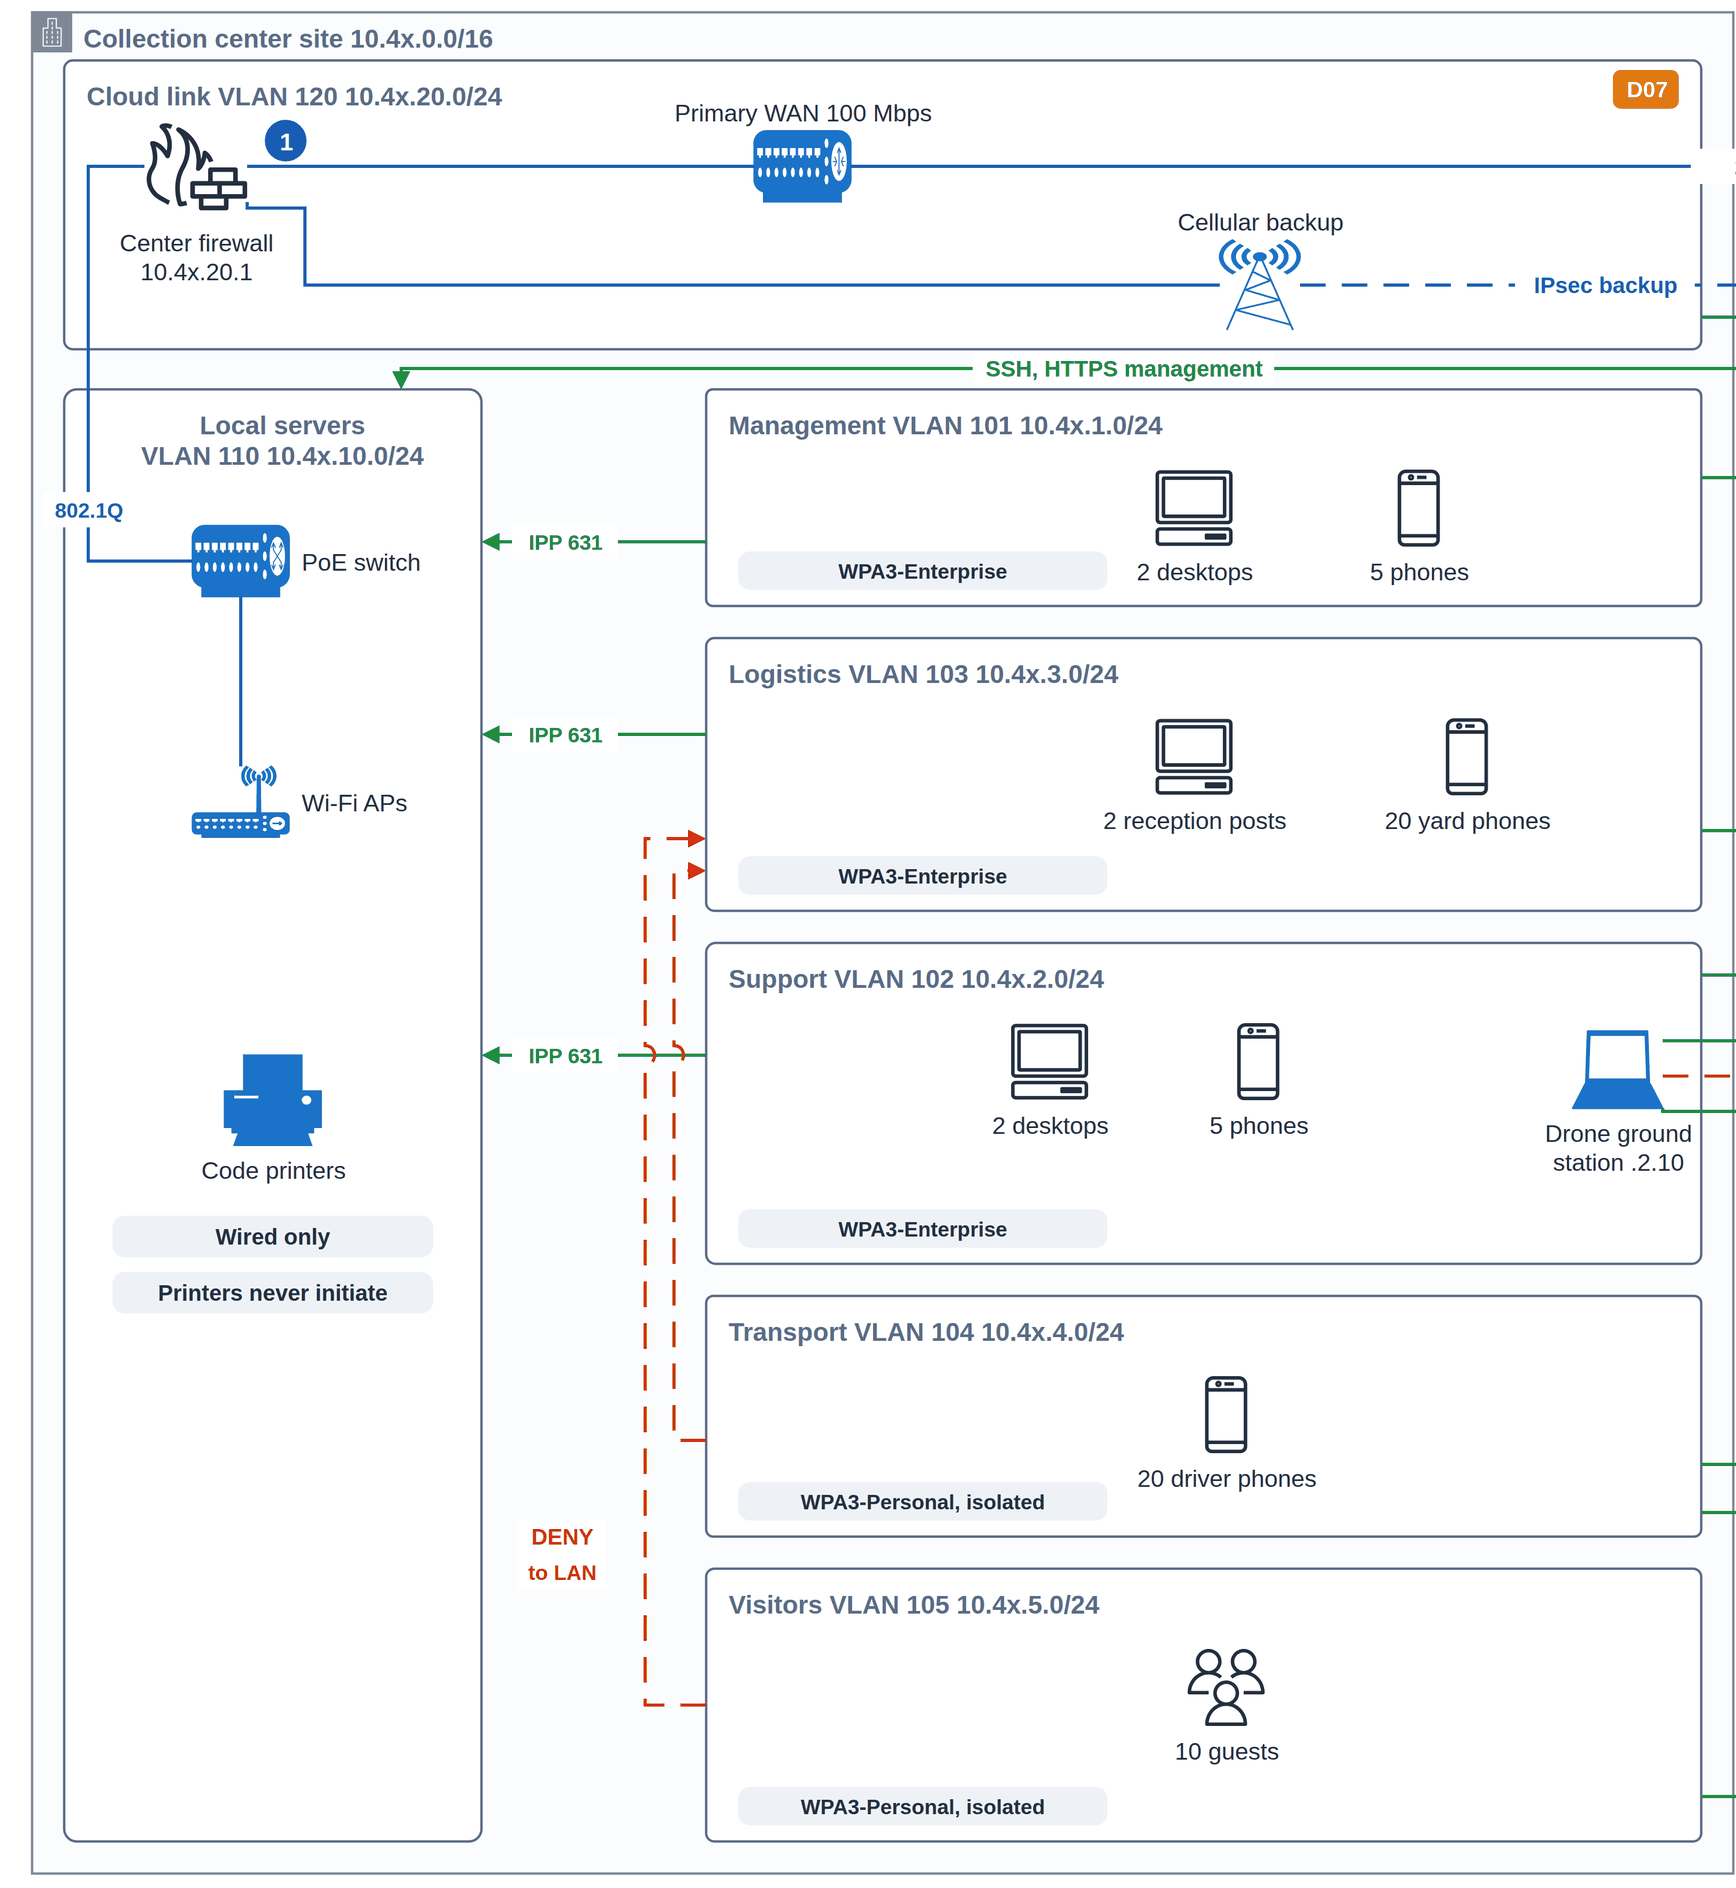 Collection center site 10.4x.0.0/16
Cloud link VLAN 120 10.4x.20.0/24
D07
Primary WAN 100 Mbps
1
Center firewall
10.4x.20.1
Cellular backup
IPsec backup
SSH, HTTPS management
Local servers
VLAN 110 10.4x.10.0/24
802.1Q
PoE switch
Wi-Fi APs
Code printers
Wired only
Printers never initiate
IPP 631
IPP 631
IPP 631
DENY
to LAN
Management VLAN 101 10.4x.1.0/24
WPA3-Enterprise
2 desktops
5 phones
Logistics VLAN 103 10.4x.3.0/24
2 reception posts
20 yard phones
WPA3-Enterprise
Support VLAN 102 10.4x.2.0/24
2 desktops
5 phones
Drone ground
station .2.10
WPA3-Enterprise
Transport VLAN 104 10.4x.4.0/24
20 driver phones
WPA3-Personal, isolated
Visitors VLAN 105 10.4x.5.0/24
10 guests
WPA3-Personal, isolated